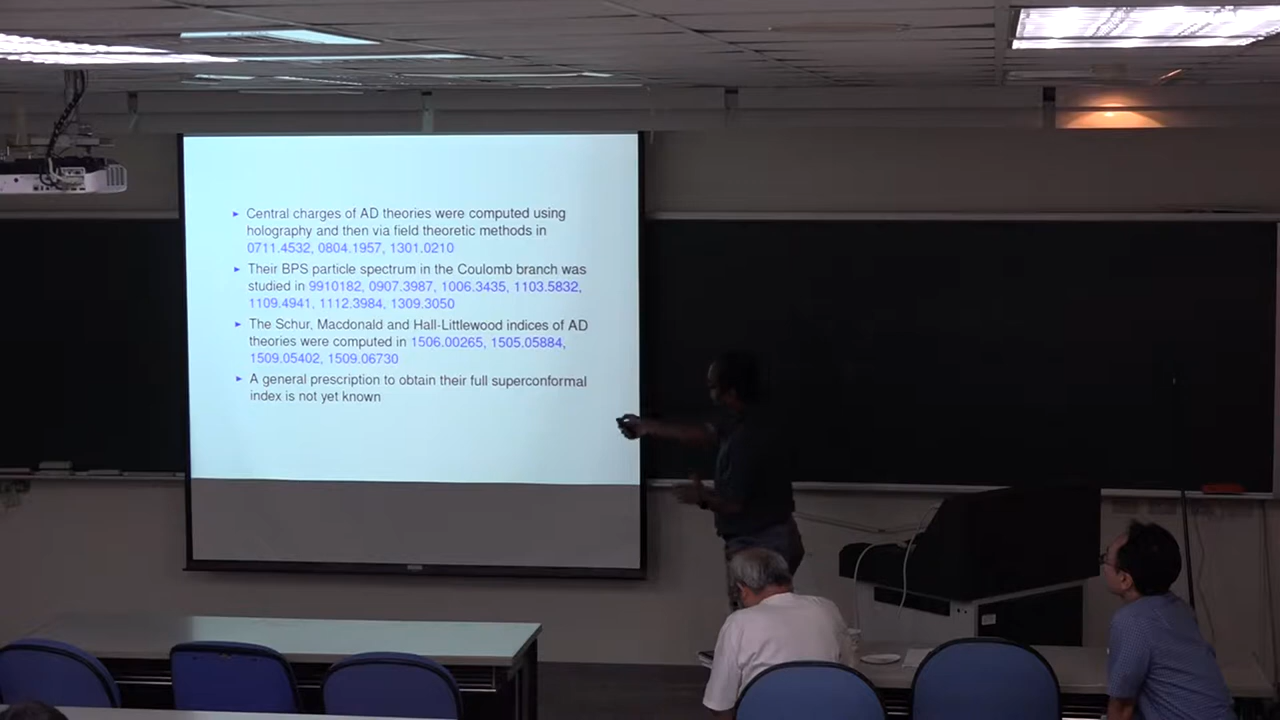 ► Central charges of AD theories were computed using
holography and then via field theoretic methods in
0711.4532, 0804.1957, 1301.0210
► Their BPS particle spectrum in the Coulomb branch was
studied in 9910182, 0907.3987, 1006.3435, 1103.5832,
1109.4941, 1112.3984, 1309.3050
► The Schur, Macdonald and Hall-Littlewood indices of AD
theories were computed in 1506.00265, 1505.05884,
1509.05402, 1509.06730
► A general prescription to obtain their full superconformal
index is not yet known